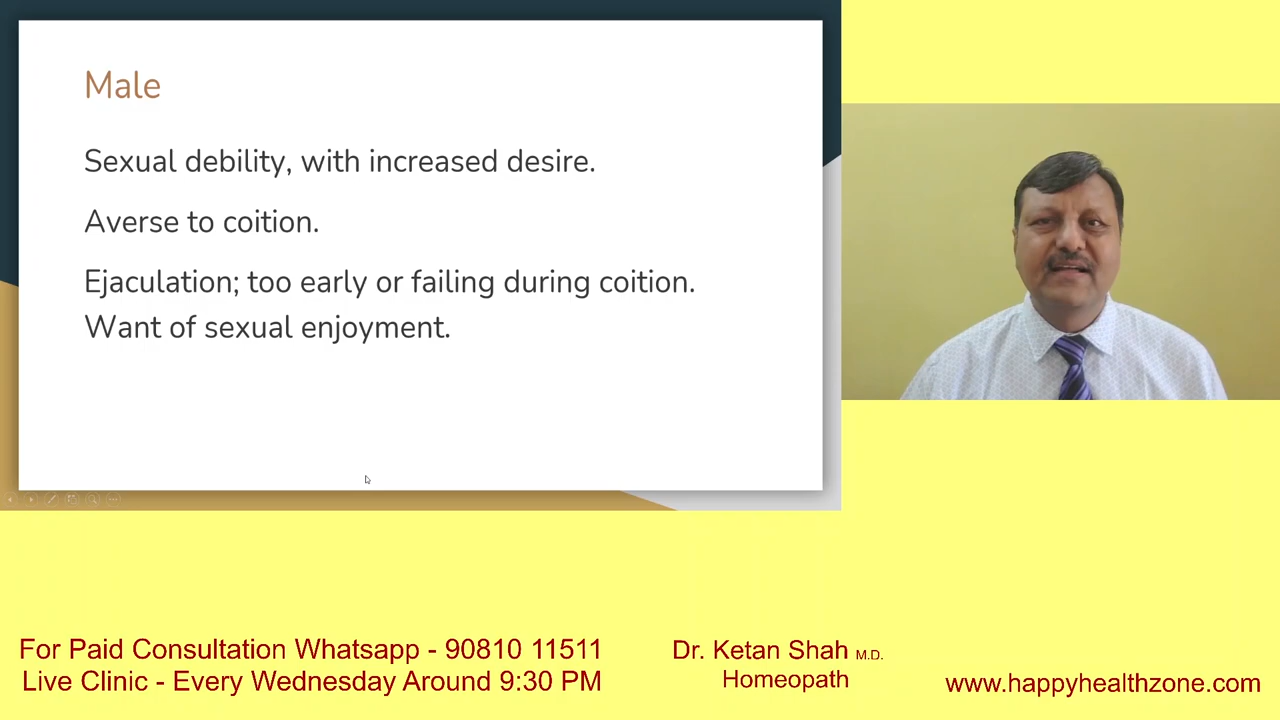 Male
Sexual debility, with increased desire.
Averse to coition.
Ejaculation; too early or failing during coition.
Want of sexual enjoyment.
For Paid Consultation Whatsapp - 90810 11511
Live Clinic - Every Wednesday Around 9:30 PM
Dr. Ketan Shah M.D.
Homeopath
www.happyhealthzone.com